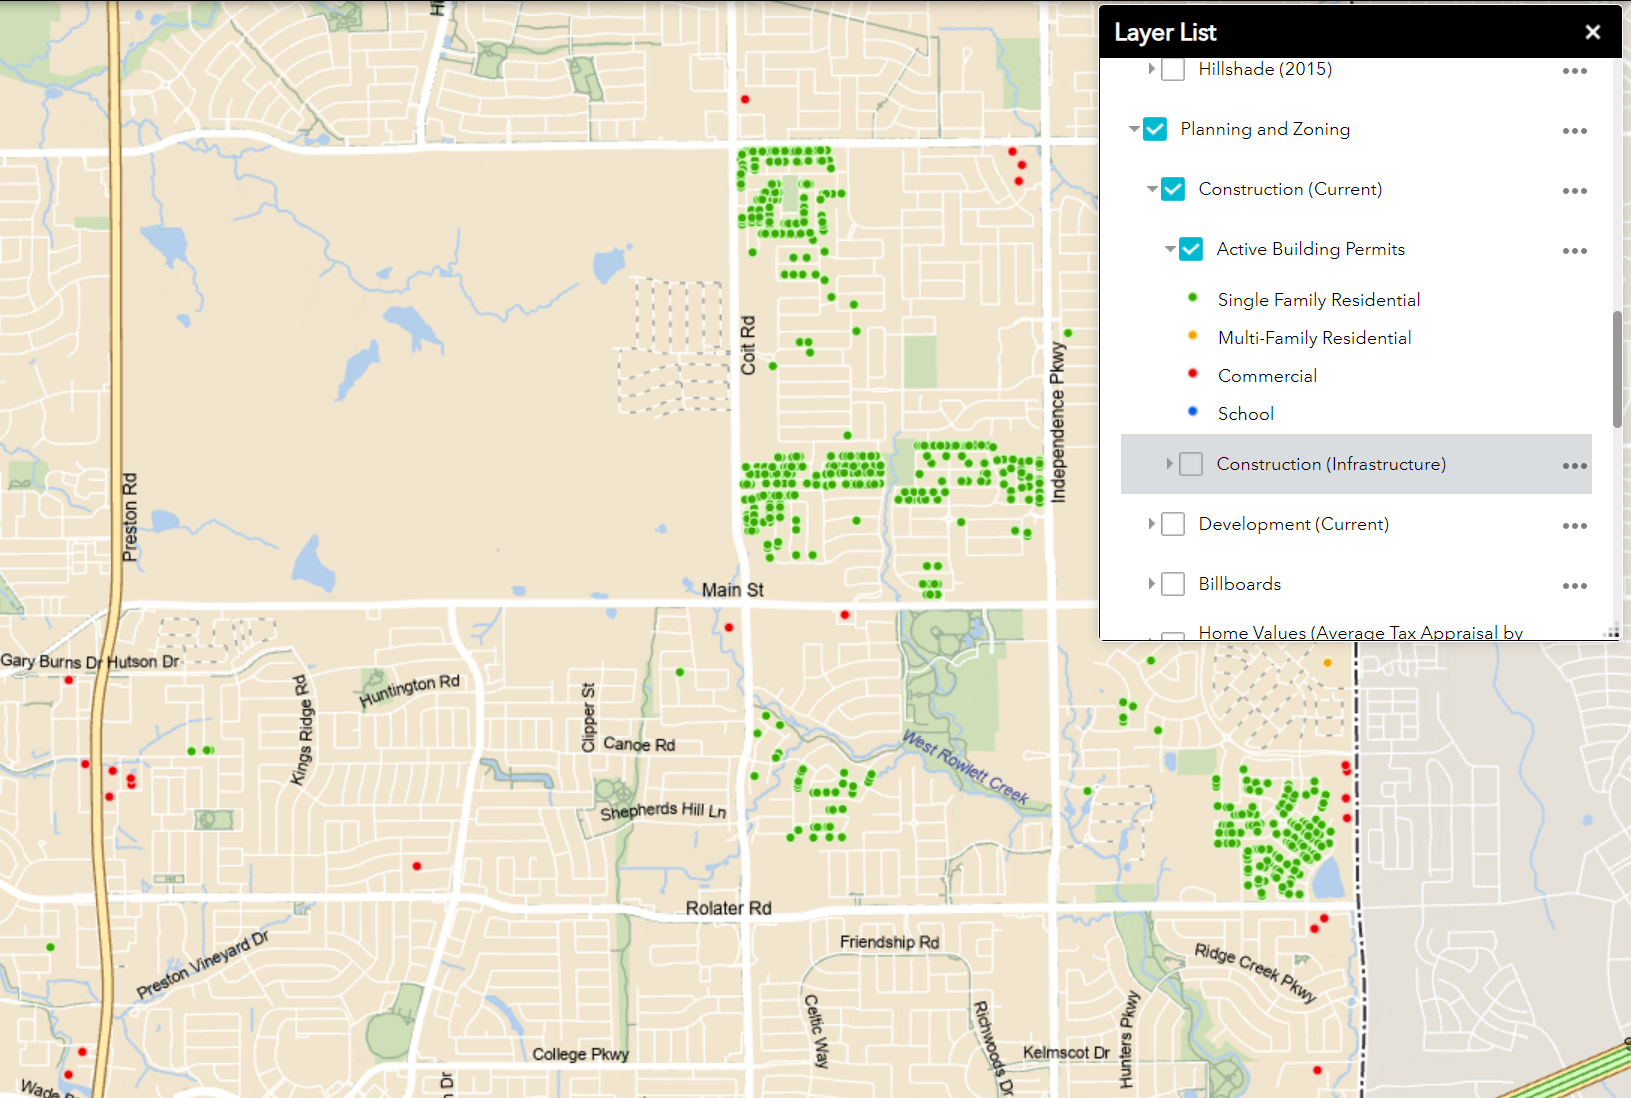 Hi
Layer List
Hillshade (2015)
Planning and Zoning
Construction (Current)
Active Building Permits
Single Family Residential
Multi-Family Residential
Commercial
School
Construction (Infrastructure)
Development (Current)
Billboards
Home Values (Average Tax Appraisal by
Coit Rd
Independence Pkwy
Preston Rd
Main St
Gary Burns Dr
Hutson Dr
Huntington Rd
Kings Ridge Rd
Clipper St
Canoe Rd
Shepherds Hill Ln
West Rowlett Creek
Rolater Rd
Friendship Rd
Preston Vineyard Dr
Ridge Creek Pkwy
Celtic Way
Richwoods Dr
Hunters Pkwy
Kelmscot Dr
College Pkwy
Dr
Wade